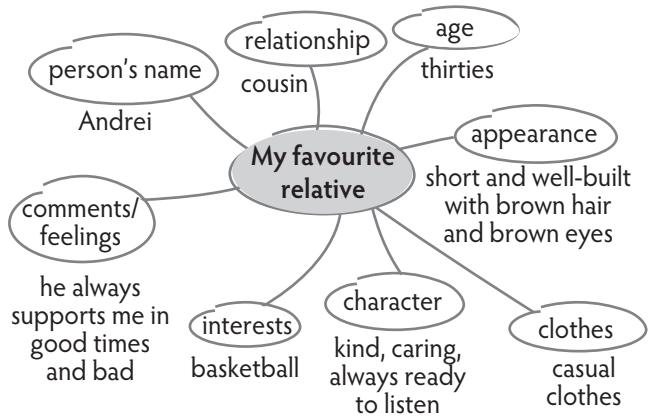 person's name
Andrei
relationship
cousin
age
thirties
My favourite
relative
appearance
short and well-built
with brown hair
and brown eyes
comments/
feelings
he always
supports me in
good times
and bad
interests
basketball
character
kind, caring,
always ready
to listen
clothes
casual
clothes